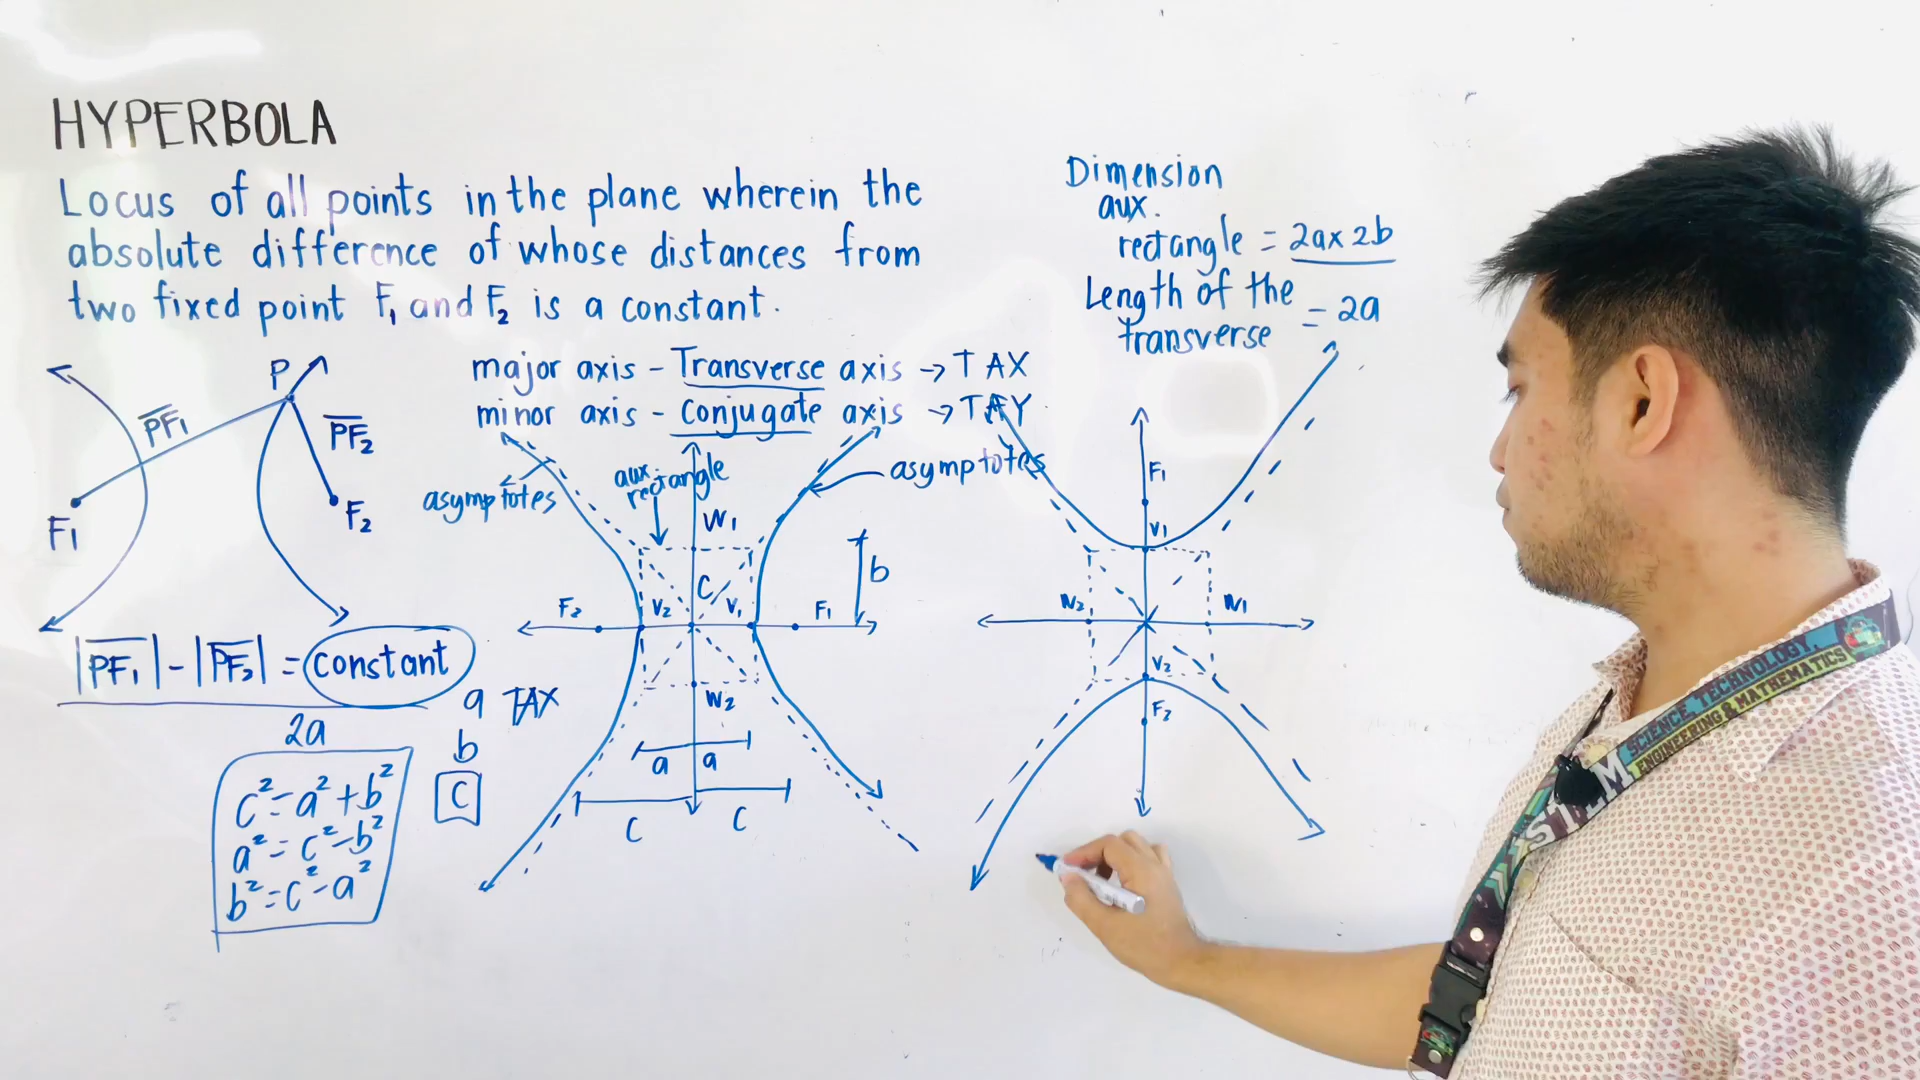 HYPERBOLA
Locus of all points in the plane wherein the
absolute difference of whose distances from
two fixed point F₁ and F₂ is a constant.
major axis - Transverse axis → TAX
minor axis - Conjugate axis → TAY
P
PF₁
PF₂
F₁
F₂
|PF₁| - |PF₂| = constant
2a
c² = a² + b²
a² = c² - b²
b² = c² - a²
a TAX
b
C
asymptotes
aux.
rectangle
asymptotes
W₁
C
b
F₂
V₂
V₁
F₁
W₂
a
a
C
C
Dimension
aux.
rectangle = 2a x 2b
Length of the
transverse = 2a
F₁
V₁
W₂
W₁
V₂
F₂
SCIENCE, TECHNOLOGY,
ENGINEERING & MATHEMATICS
STEM